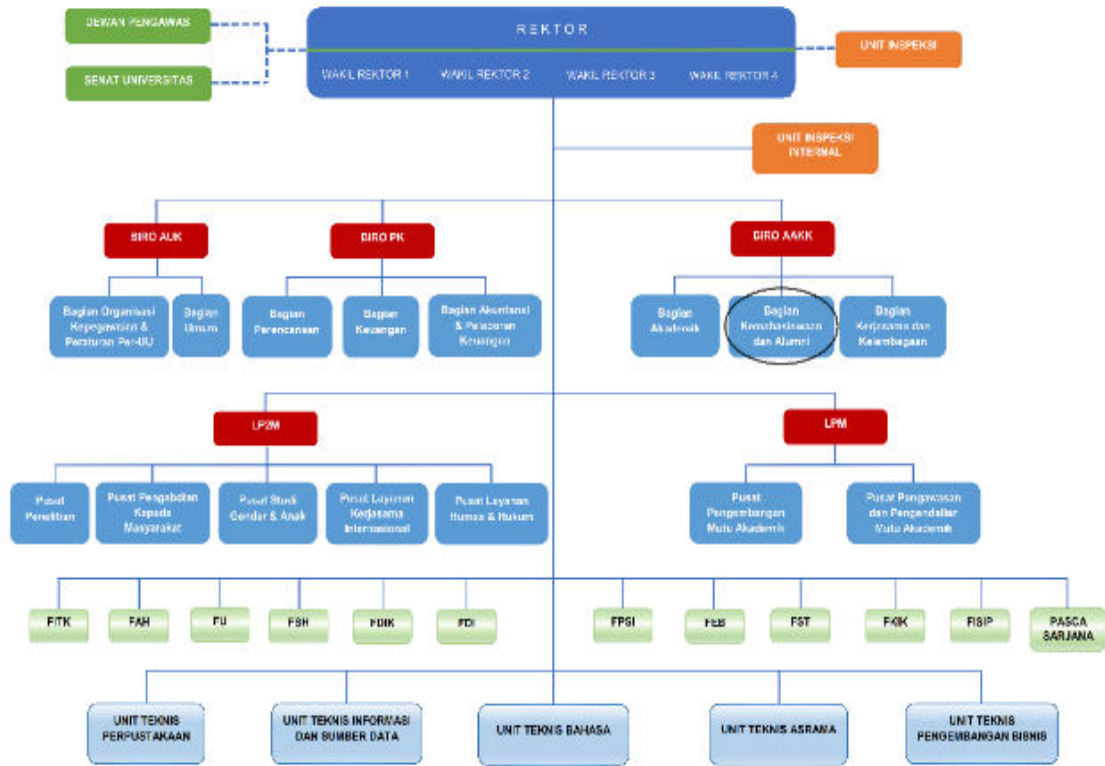 DEWAN PENGAWAS
REKTOR
UNIT INSPEKSI
SENAT UNIVERSITAS
WAKIL REKTOR 1
WAKIL REKTOR 2
WAKIL REKTOR 3
WAKIL REKTOR 4
UNIT INSPEKSI
INTERNAL
BIRO AUK
BIRO PK
BIRO AAKK
Bagian Organisasi
Kepegawaian &
Peraturan Per-UU
Bagian
Umum
Bagian
Perencanaan
Bagian
Keuangan
Bagian Akuntansi
& Pelaporan
Keuangan
Bagian
Akademik
Bagian
Kemahasiswaan
dan Alumni
Bagian
Kerjasama dan
Kelembagaan
LP2M
LPM
Pusat
Penelitian
Pusat Pengabdian
Kepada
Masyarakat
Pusat Studi
Gender & Anak
Pusat Layanan
Kerjasama
Internasional
Pusat Layanan
Humas & Hukum
Pusat
Pengembangan
Mutu Akademik
Pusat Pengawasan
dan Pengendalian
Mutu Akademik
FITK
FAH
FU
FSH
FDIK
FDI
FPSI
FEB
FST
FKIK
FISIP
PASCA
SARJANA
UNIT TEKNIS
PERPUSTAKAAN
UNIT TEKNIS INFORMASI
DAN SUMBER DATA
UNIT TEKNIS BAHASA
UNIT TEKNIS ASRAMA
UNIT TEKNIS
PENGEMBANGAN BISNIS